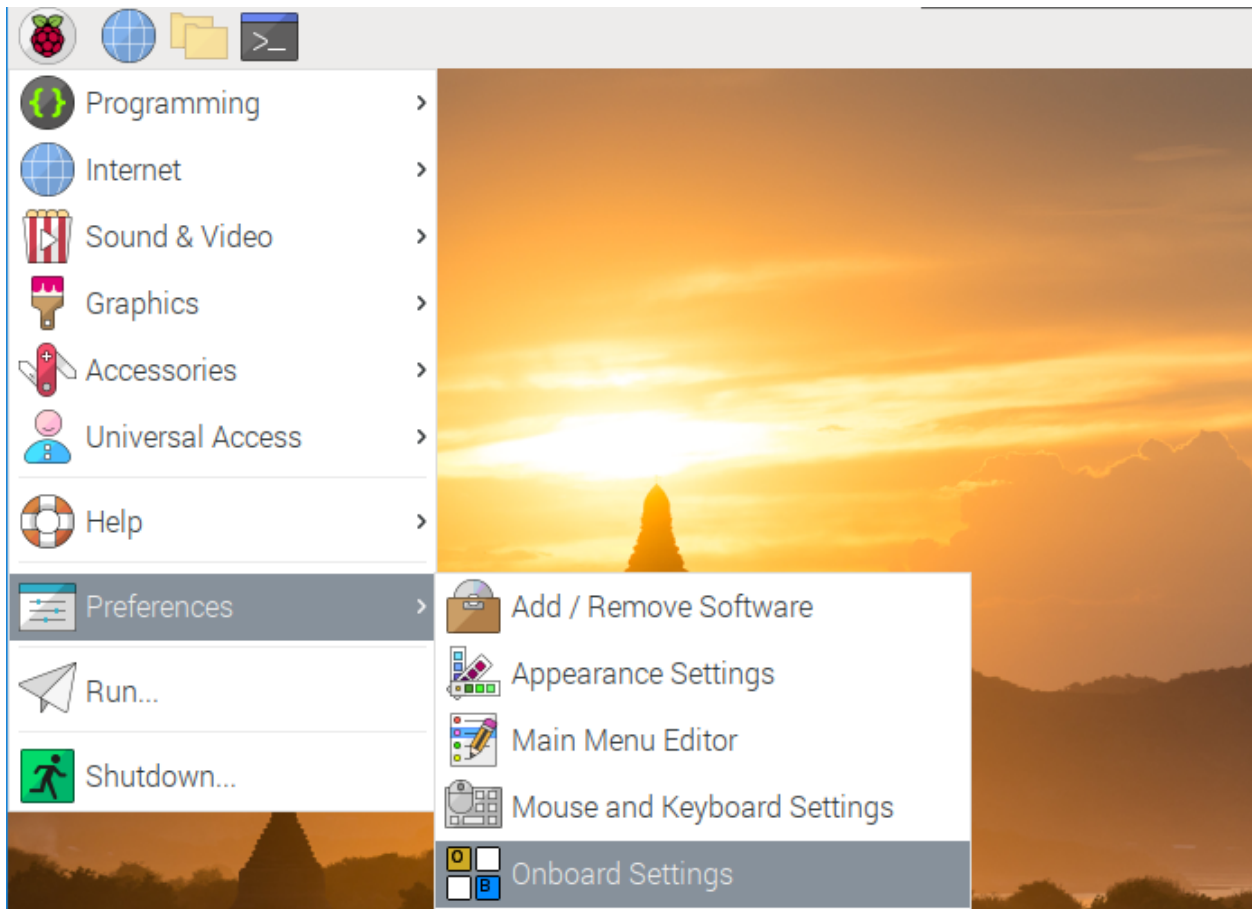 >_
Programming
Internet
Sound & Video
Graphics
Accessories
Universal Access
Help
Preferences
Add / Remove Software
Appearance Settings
Main Menu Editor
Mouse and Keyboard Settings
O
B
Onboard Settings
Run...
Shutdown...